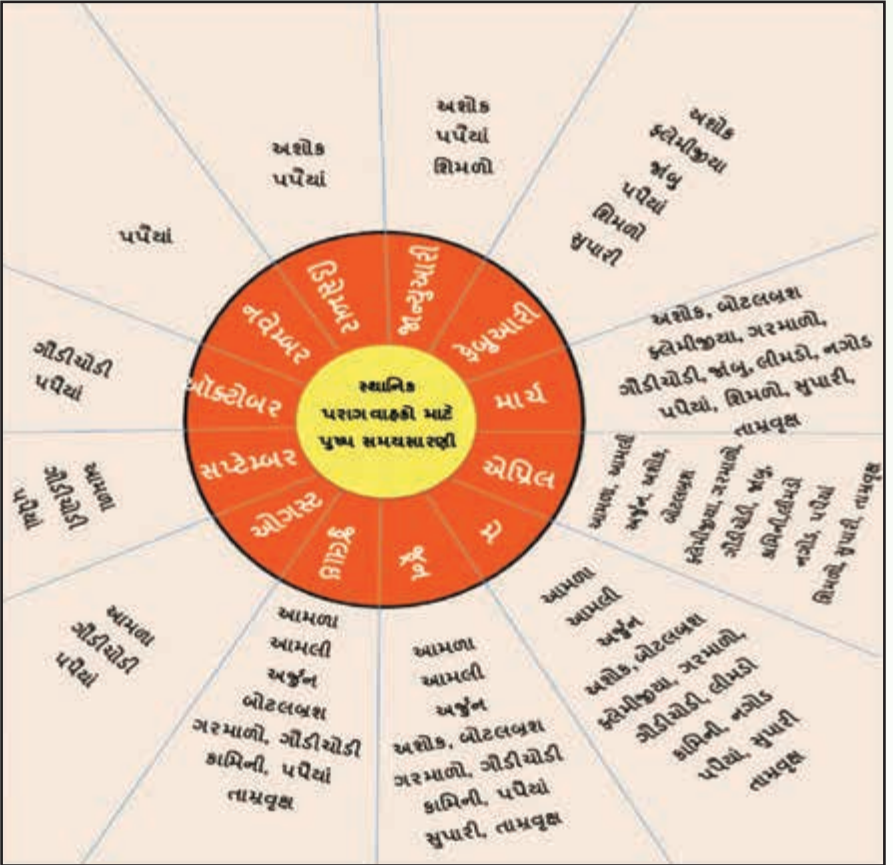 સ્થાનિક
પરાગવાહકો માટે
પુષ્પ સમયસારણી
જાન્યુઆરી
અશોક
પપૈયાં
શિમળો
ફેબ્રુઆરી
અશોક
ફ્લેમીજીયા
જાંબુ
પપૈયાં
શિમળો
સુપારી
માર્ચ
અશોક, બોટલબ્રશ
ફ્લેમીજીયા, ગરમાળો,
ગૌડીચોડી, જાંબુ, લીમડો, નગોડ
પપૈયાં, શિમળો, સુપારી,
તામ્રવૃક્ષ
એપ્રિલ
આમળા, આમલી
અર્જુન, અશોક,
બોટલબ્રશ
ફ્લેમીજીયા, ગરમાળો,
ગૌડીચોડી, જાંબુ,
કામિની, લીમડો
નગોડ, પપૈયાં
શિમળો, સુપારી, તામ્રવૃક્ષ
મે
આમળા
આમલી
અર્જુન
અશોક, બોટલબ્રશ
ફ્લેમીજીયા, ગરમાળો,
ગૌડીચોડી, લીમડો
કામિની, નગોડ
પપૈયાં, સુપારી
તામ્રવૃક્ષ
જૂન
આમળા
આમલી
અર્જુન
અશોક, બોટલબ્રશ
ગરમાળો, ગૌડીચોડી
કામિની, પપૈયાં
સુપારી, તામ્રવૃક્ષ
જુલાઇ
આમળા
આમલી
અર્જુન
બોટલબ્રશ
ગરમાળો, ગૌડીચોડી
કામિની, પપૈયાં
તામ્રવૃક્ષ
ઓગસ્ટ
આમળા
ગૌડીચોડી
પપૈયાં
સપ્ટેમ્બર
આમળા
ગૌડીચોડી
પપૈયાં
ઓક્ટોબર
ગૌડીચોડી
પપૈયાં
નવેમ્બર
પપૈયાં
ડિસેમ્બર
અશોક
પપૈયાં